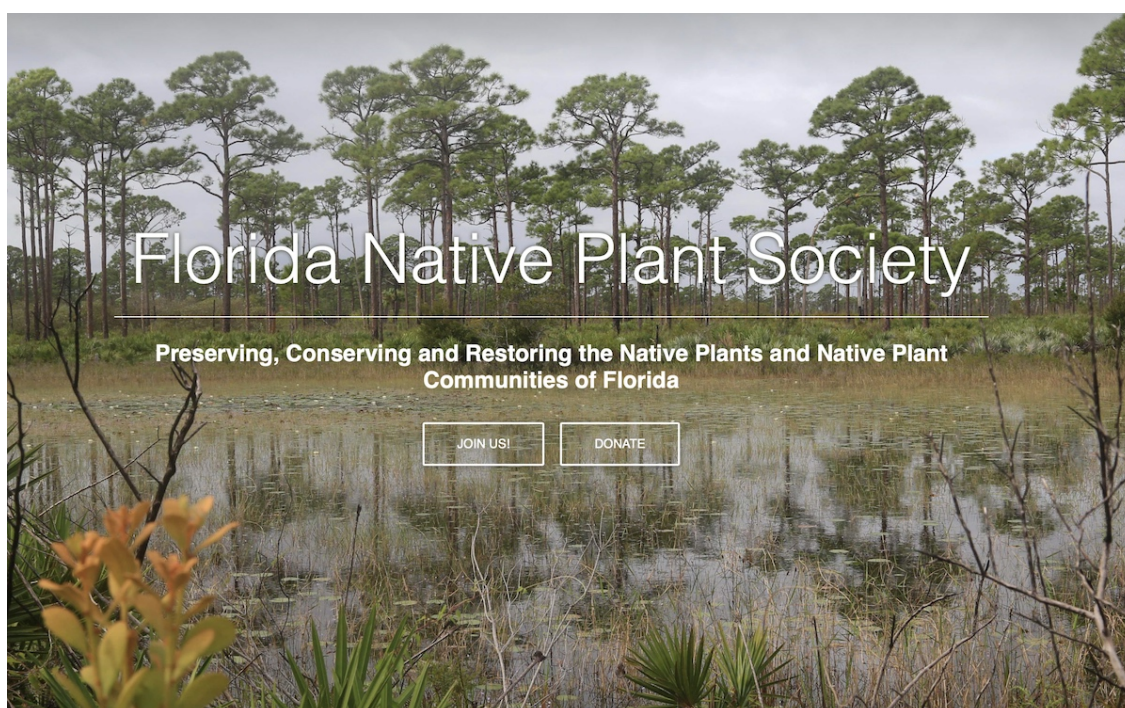 Florida Native Plant Society
Preserving, Conserving and Restoring the Native Plants and Native Plant
Communities of Florida
JOIN US! DONATE